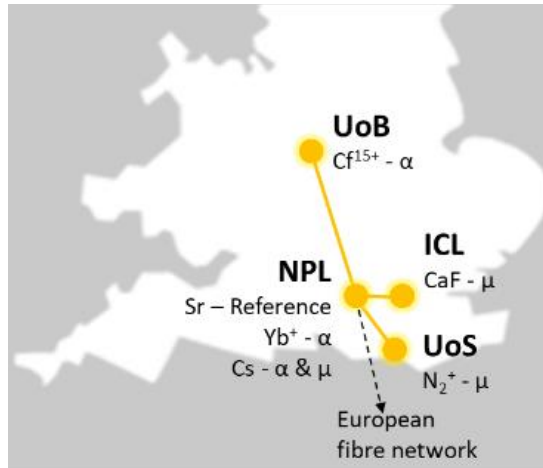 UoB
Cf¹⁵⁺ - α
ICL
CaF - μ
NPL
Sr – Reference
Yb⁺ - α
Cs - α & μ
UoS
N₂⁺ - μ
European
fibre network